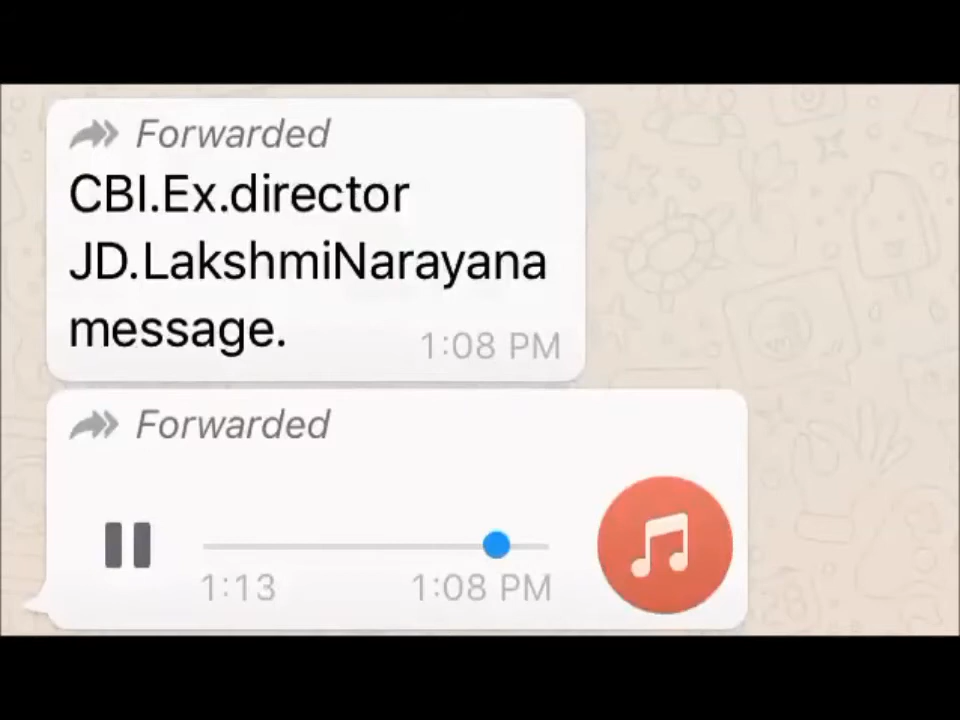 Forwarded
CBI.Ex.director
JD.LakshmiNarayana
message.
1:08 PM
Forwarded
1:13
1:08 PM